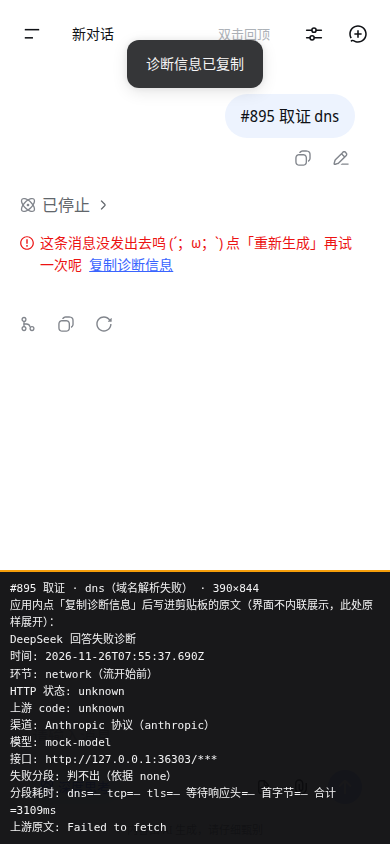 新对话
双击回顶
诊断信息已复制
#895 取证 dns
已停止
这条消息没发出去呜 (´；ω；`) 点「重新生成」再试
一次呢 复制诊断信息
#895 取证 · dns（域名解析失败） · 390×844
应用内点「复制诊断信息」后写进剪贴板的原文（界面不内联展示，此处原
样展开）：
DeepSeek 回答失败诊断
时间: 2026-11-26T07:55:37.690Z
环节: network（流开始前）
HTTP 状态: unknown
上游 code: unknown
渠道: Anthropic 协议（anthropic）
模型: mock-model
接口: http://127.0.0.1:36303/***
失败分段: 判不出（依据 none）
分段耗时: dns=— tcp=— tls=— 等待响应头=— 首字节=— 合计
=3109ms
上游原文: Failed to fetch